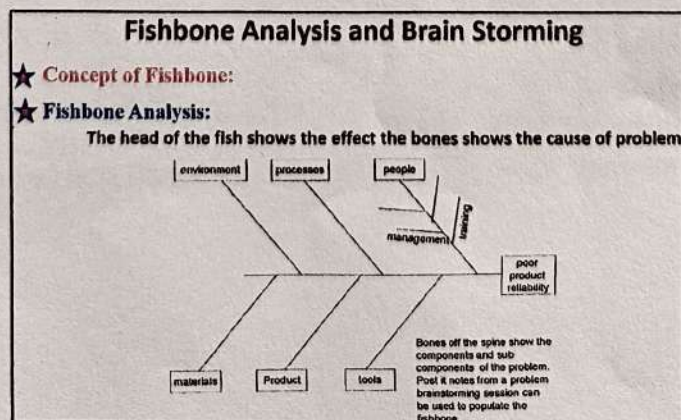 Fishbone Analysis and Brain Storming
Concept of Fishbone:
Fishbone Analysis:
The head of the fish shows the effect the bones shows the cause of problem
environment
processes
people
management
training
poor
product
reliability
materials
Product
tools
Bones off the spine show the
components and sub
components of the problem.
Post it notes from a problem
brainstorming session can
be used to populate the
fishbone